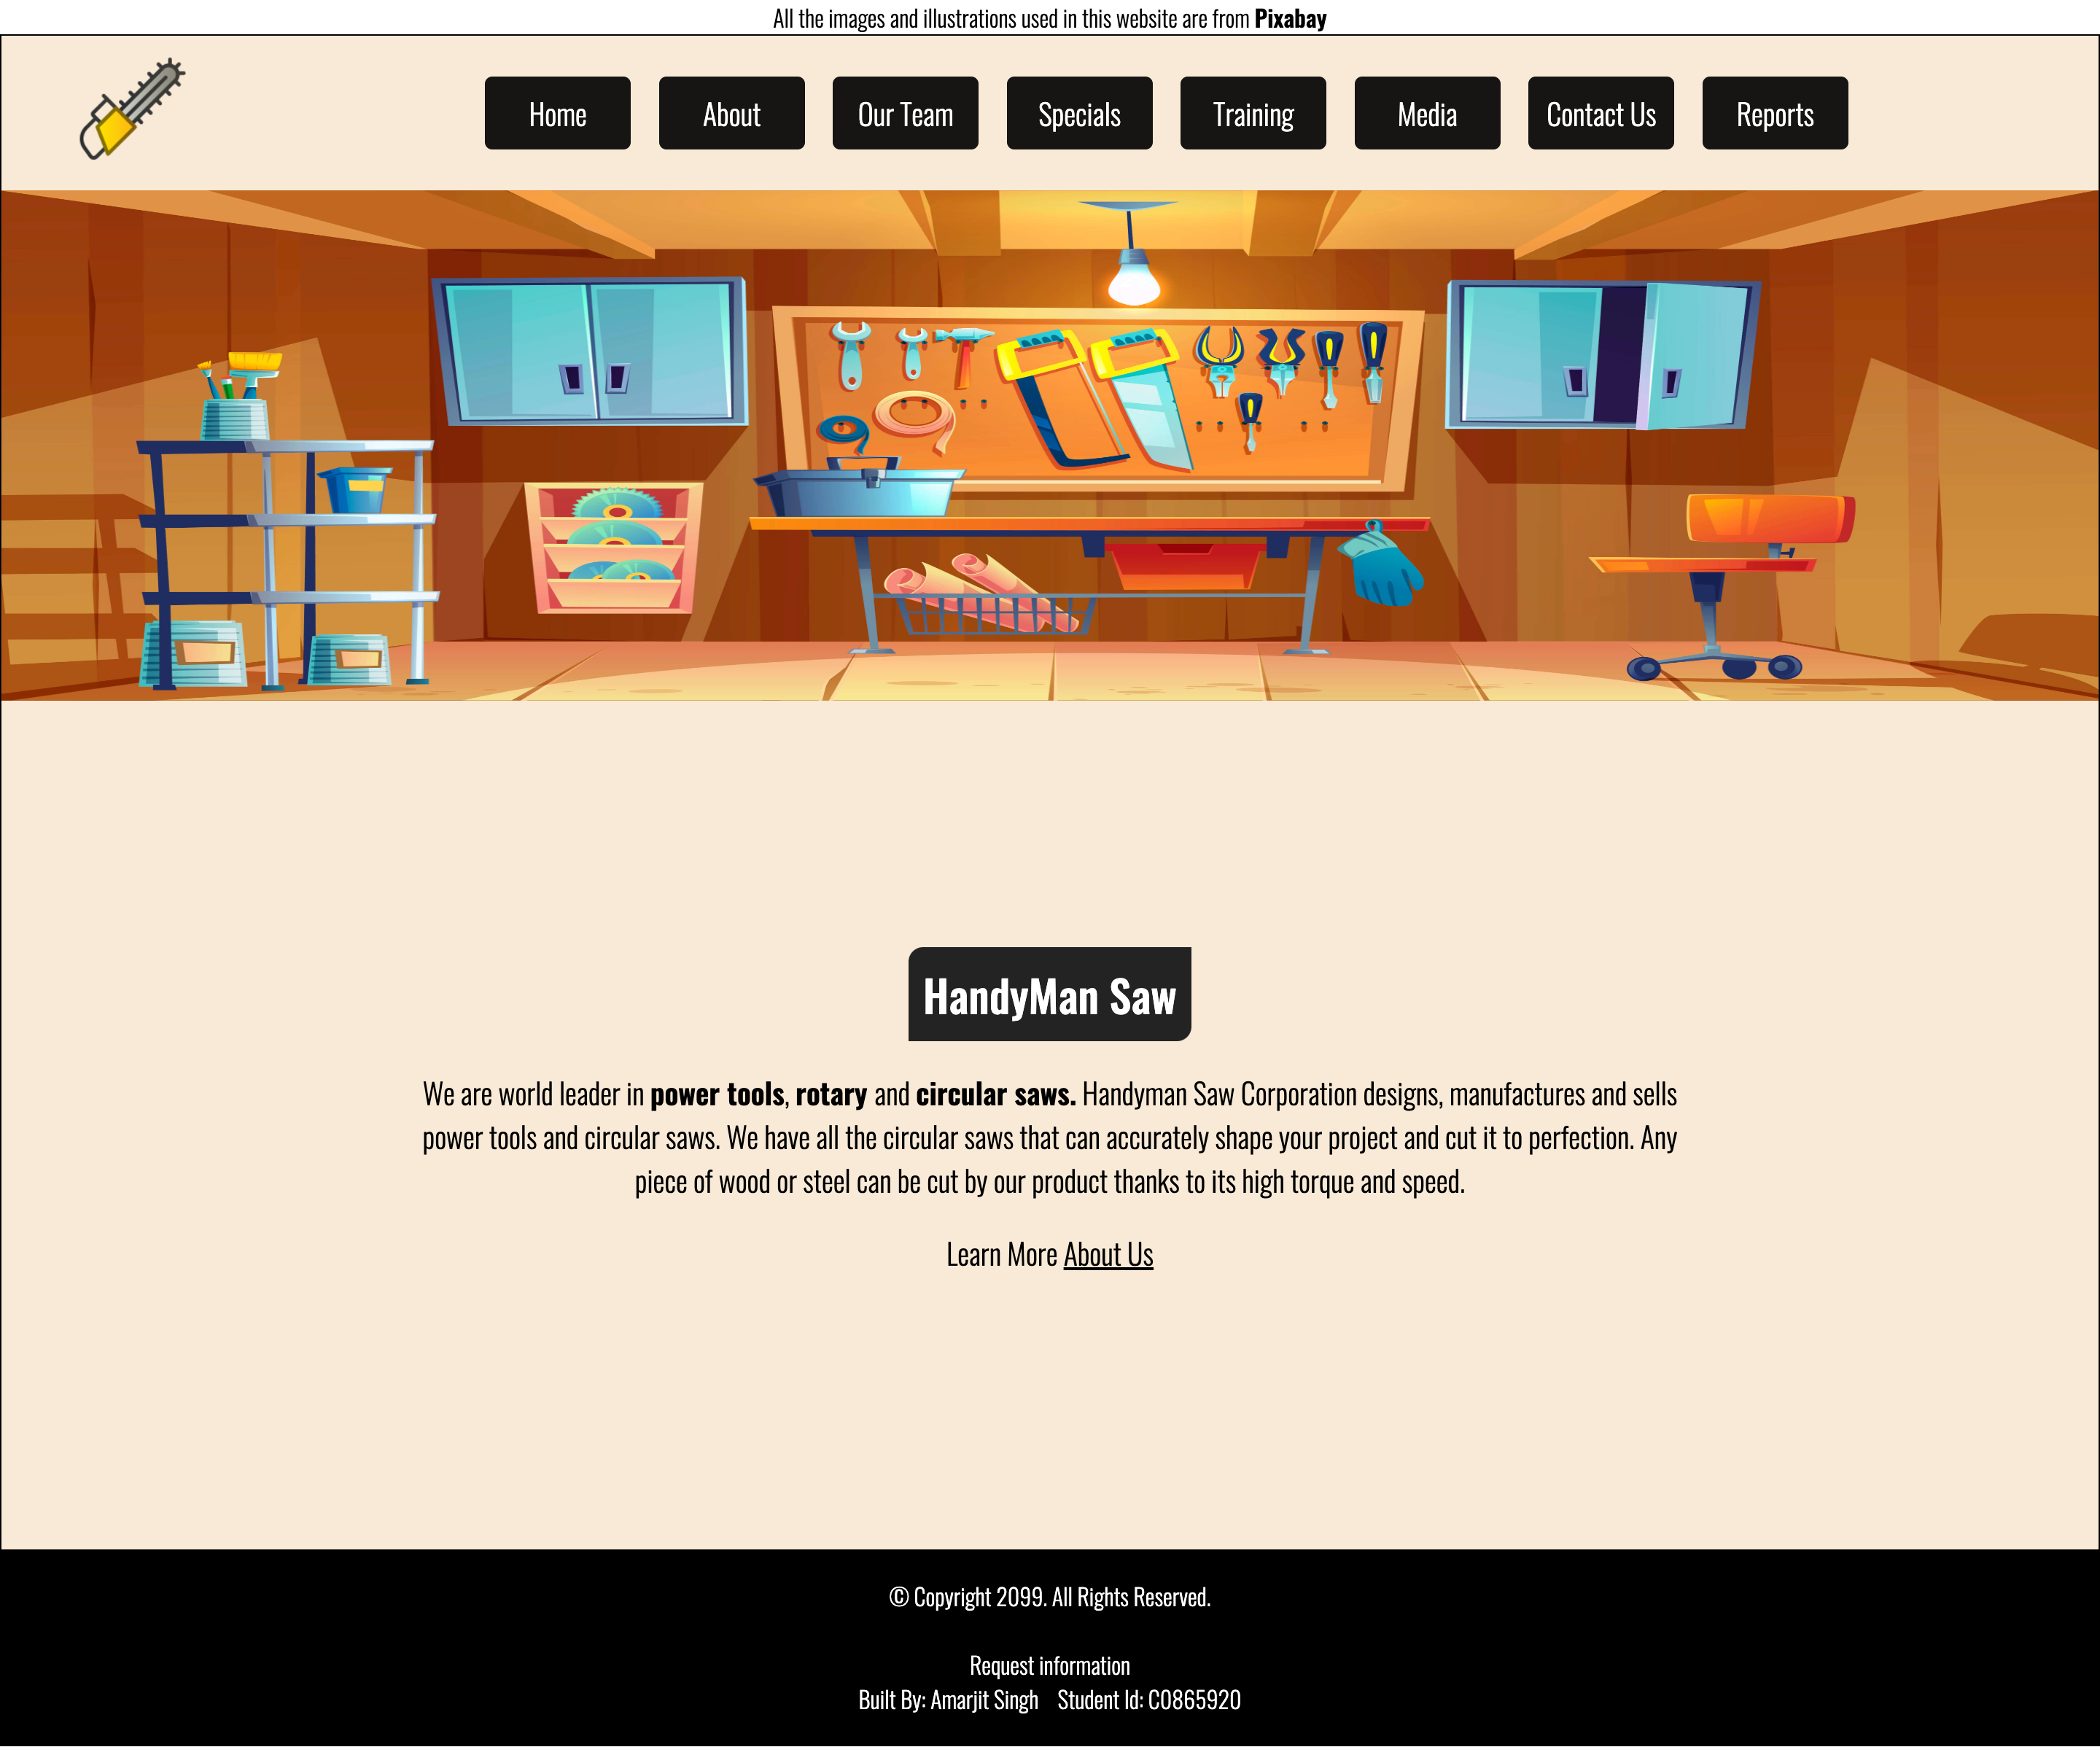 All the images and illustrations used in this website are from Pixabay
Home About Our Team Specials Training Media Contact Us Reports
HandyMan Saw
We are world leader in power tools, rotary and circular saws. Handyman Saw Corporation designs, manufactures and sells
power tools and circular saws. We have all the circular saws that can accurately shape your project and cut it to perfection. Any
piece of wood or steel can be cut by our product thanks to its high torque and speed.
Learn More About Us
© Copyright 2099. All Rights Reserved.
Request information
Built By: Amarjit Singh Student Id: C0865920